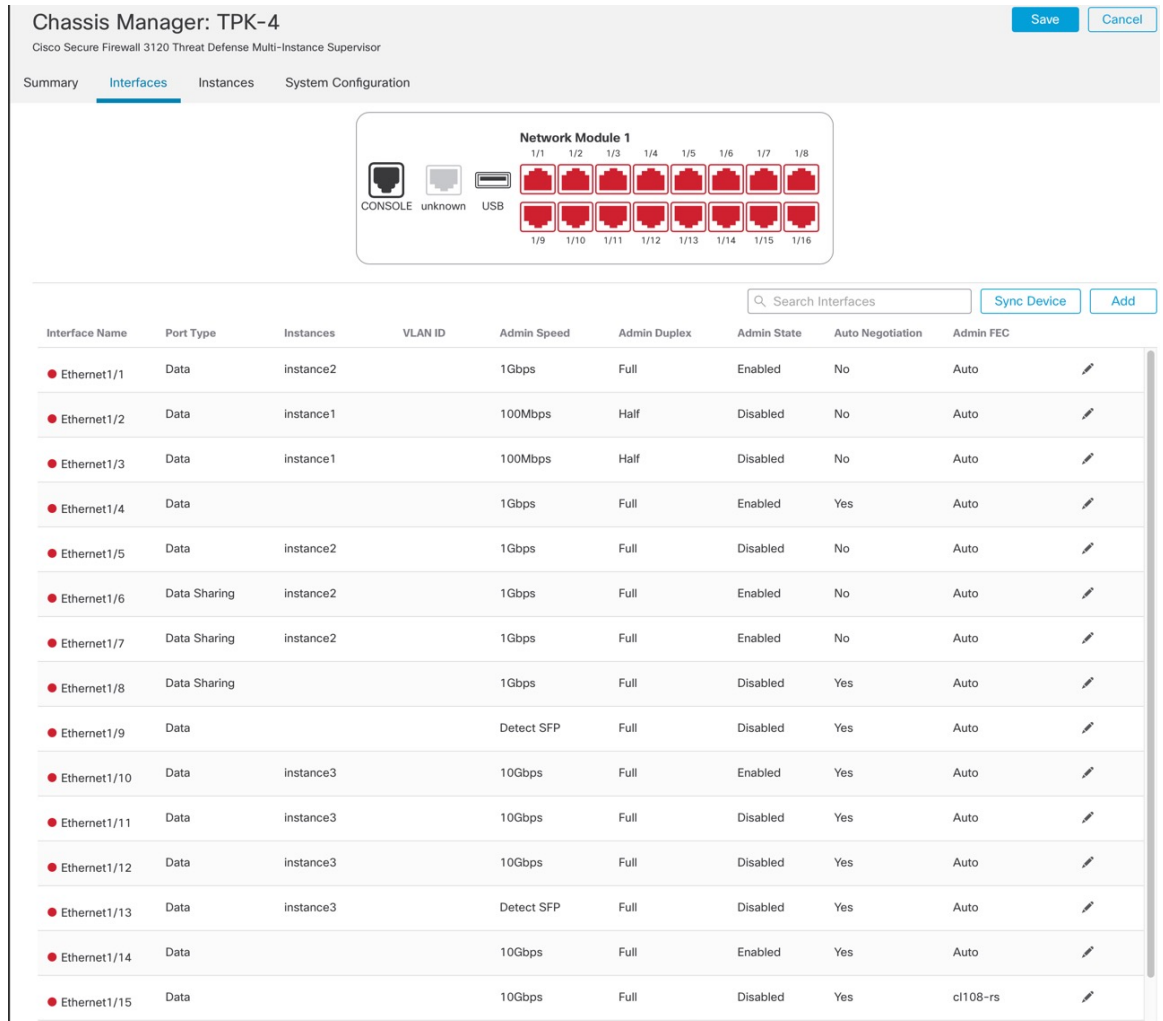 Chassis Manager: TPK-4
Save Cancel
Cisco Secure Firewall 3120 Threat Defense Multi-Instance Supervisor
Summary Interfaces Instances System Configuration
Network Module 1
1/1 1/2 1/3 1/4 1/5 1/6 1/7 1/8
CONSOLE unknown USB
1/9 1/10 1/11 1/12 1/13 1/14 1/15 1/16
Search Interfaces Sync Device Add
Interface Name Port Type Instances VLAN ID Admin Speed Admin Duplex Admin State Auto Negotiation Admin FEC
Ethernet1/1 Data instance2 1Gbps Full Enabled No Auto
Ethernet1/2 Data instance1 100Mbps Half Disabled No Auto
Ethernet1/3 Data instance1 100Mbps Half Disabled No Auto
Ethernet1/4 Data 1Gbps Full Enabled Yes Auto
Ethernet1/5 Data instance2 1Gbps Full Disabled No Auto
Ethernet1/6 Data Sharing instance2 1Gbps Full Enabled No Auto
Ethernet1/7 Data Sharing instance2 1Gbps Full Enabled No Auto
Ethernet1/8 Data Sharing 1Gbps Full Disabled Yes Auto
Ethernet1/9 Data Detect SFP Full Disabled Yes Auto
Ethernet1/10 Data instance3 10Gbps Full Enabled Yes Auto
Ethernet1/11 Data instance3 10Gbps Full Disabled Yes Auto
Ethernet1/12 Data instance3 10Gbps Full Disabled Yes Auto
Ethernet1/13 Data instance3 Detect SFP Full Disabled Yes Auto
Ethernet1/14 Data 10Gbps Full Enabled Yes Auto
Ethernet1/15 Data 10Gbps Full Disabled Yes cl108-rs